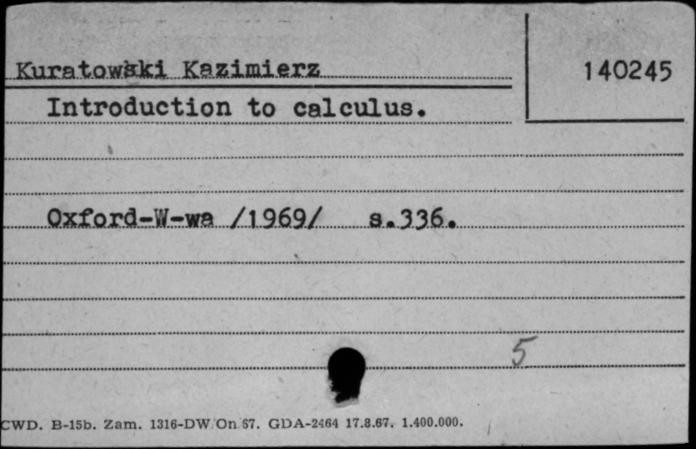 Kuratowski Kazimierz
140245
Introduction to calculus.
Oxford-W-wa /1969/ s.336.
5
CWD. B-15b. Zam. 1316-DW/On 67. GDA-2464 17.8.67. 1.400.000.